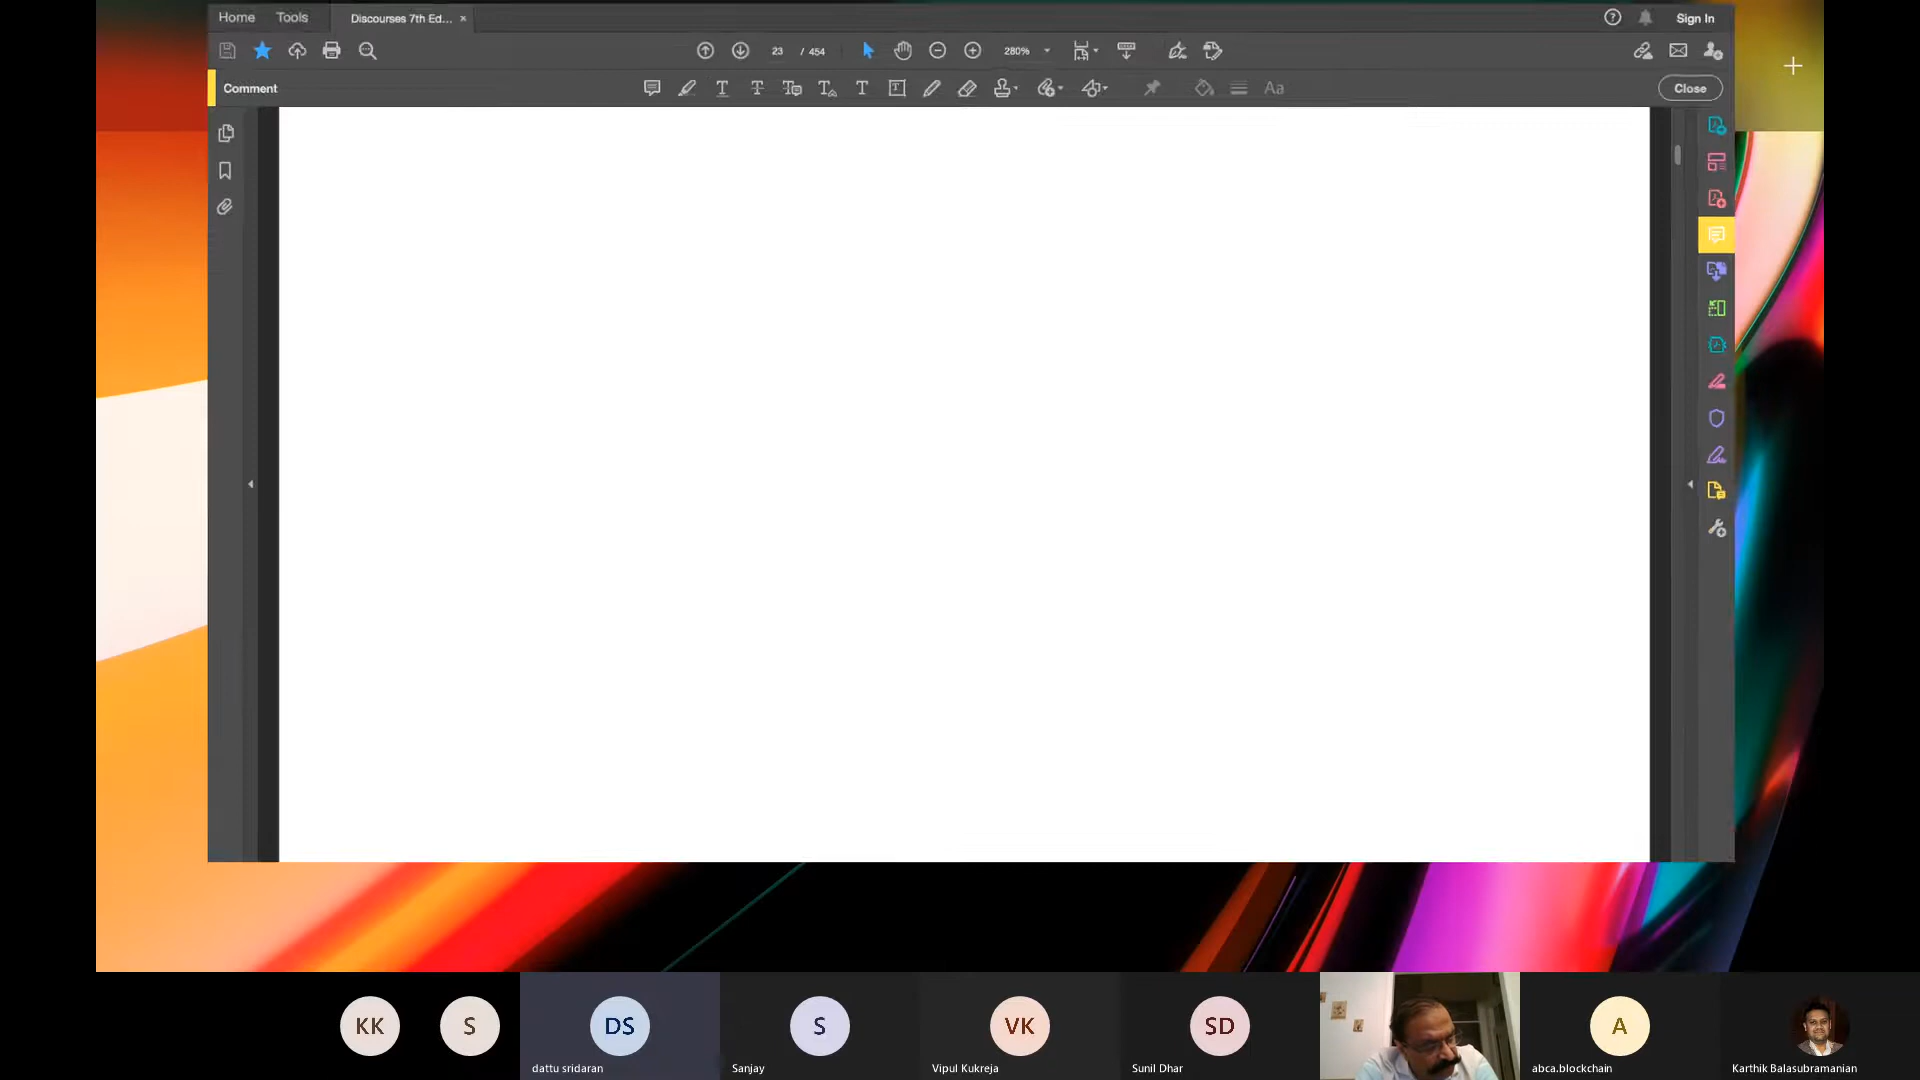 Home Tools Discourses 7th Ed... × Sign In
23 / 454 280%
Comment Aa Close
KK S DS S VK SD A
dattu sridaran Sanjay Vipul Kukreja Sunil Dhar abca.blockchain Karthik Balasubramanian